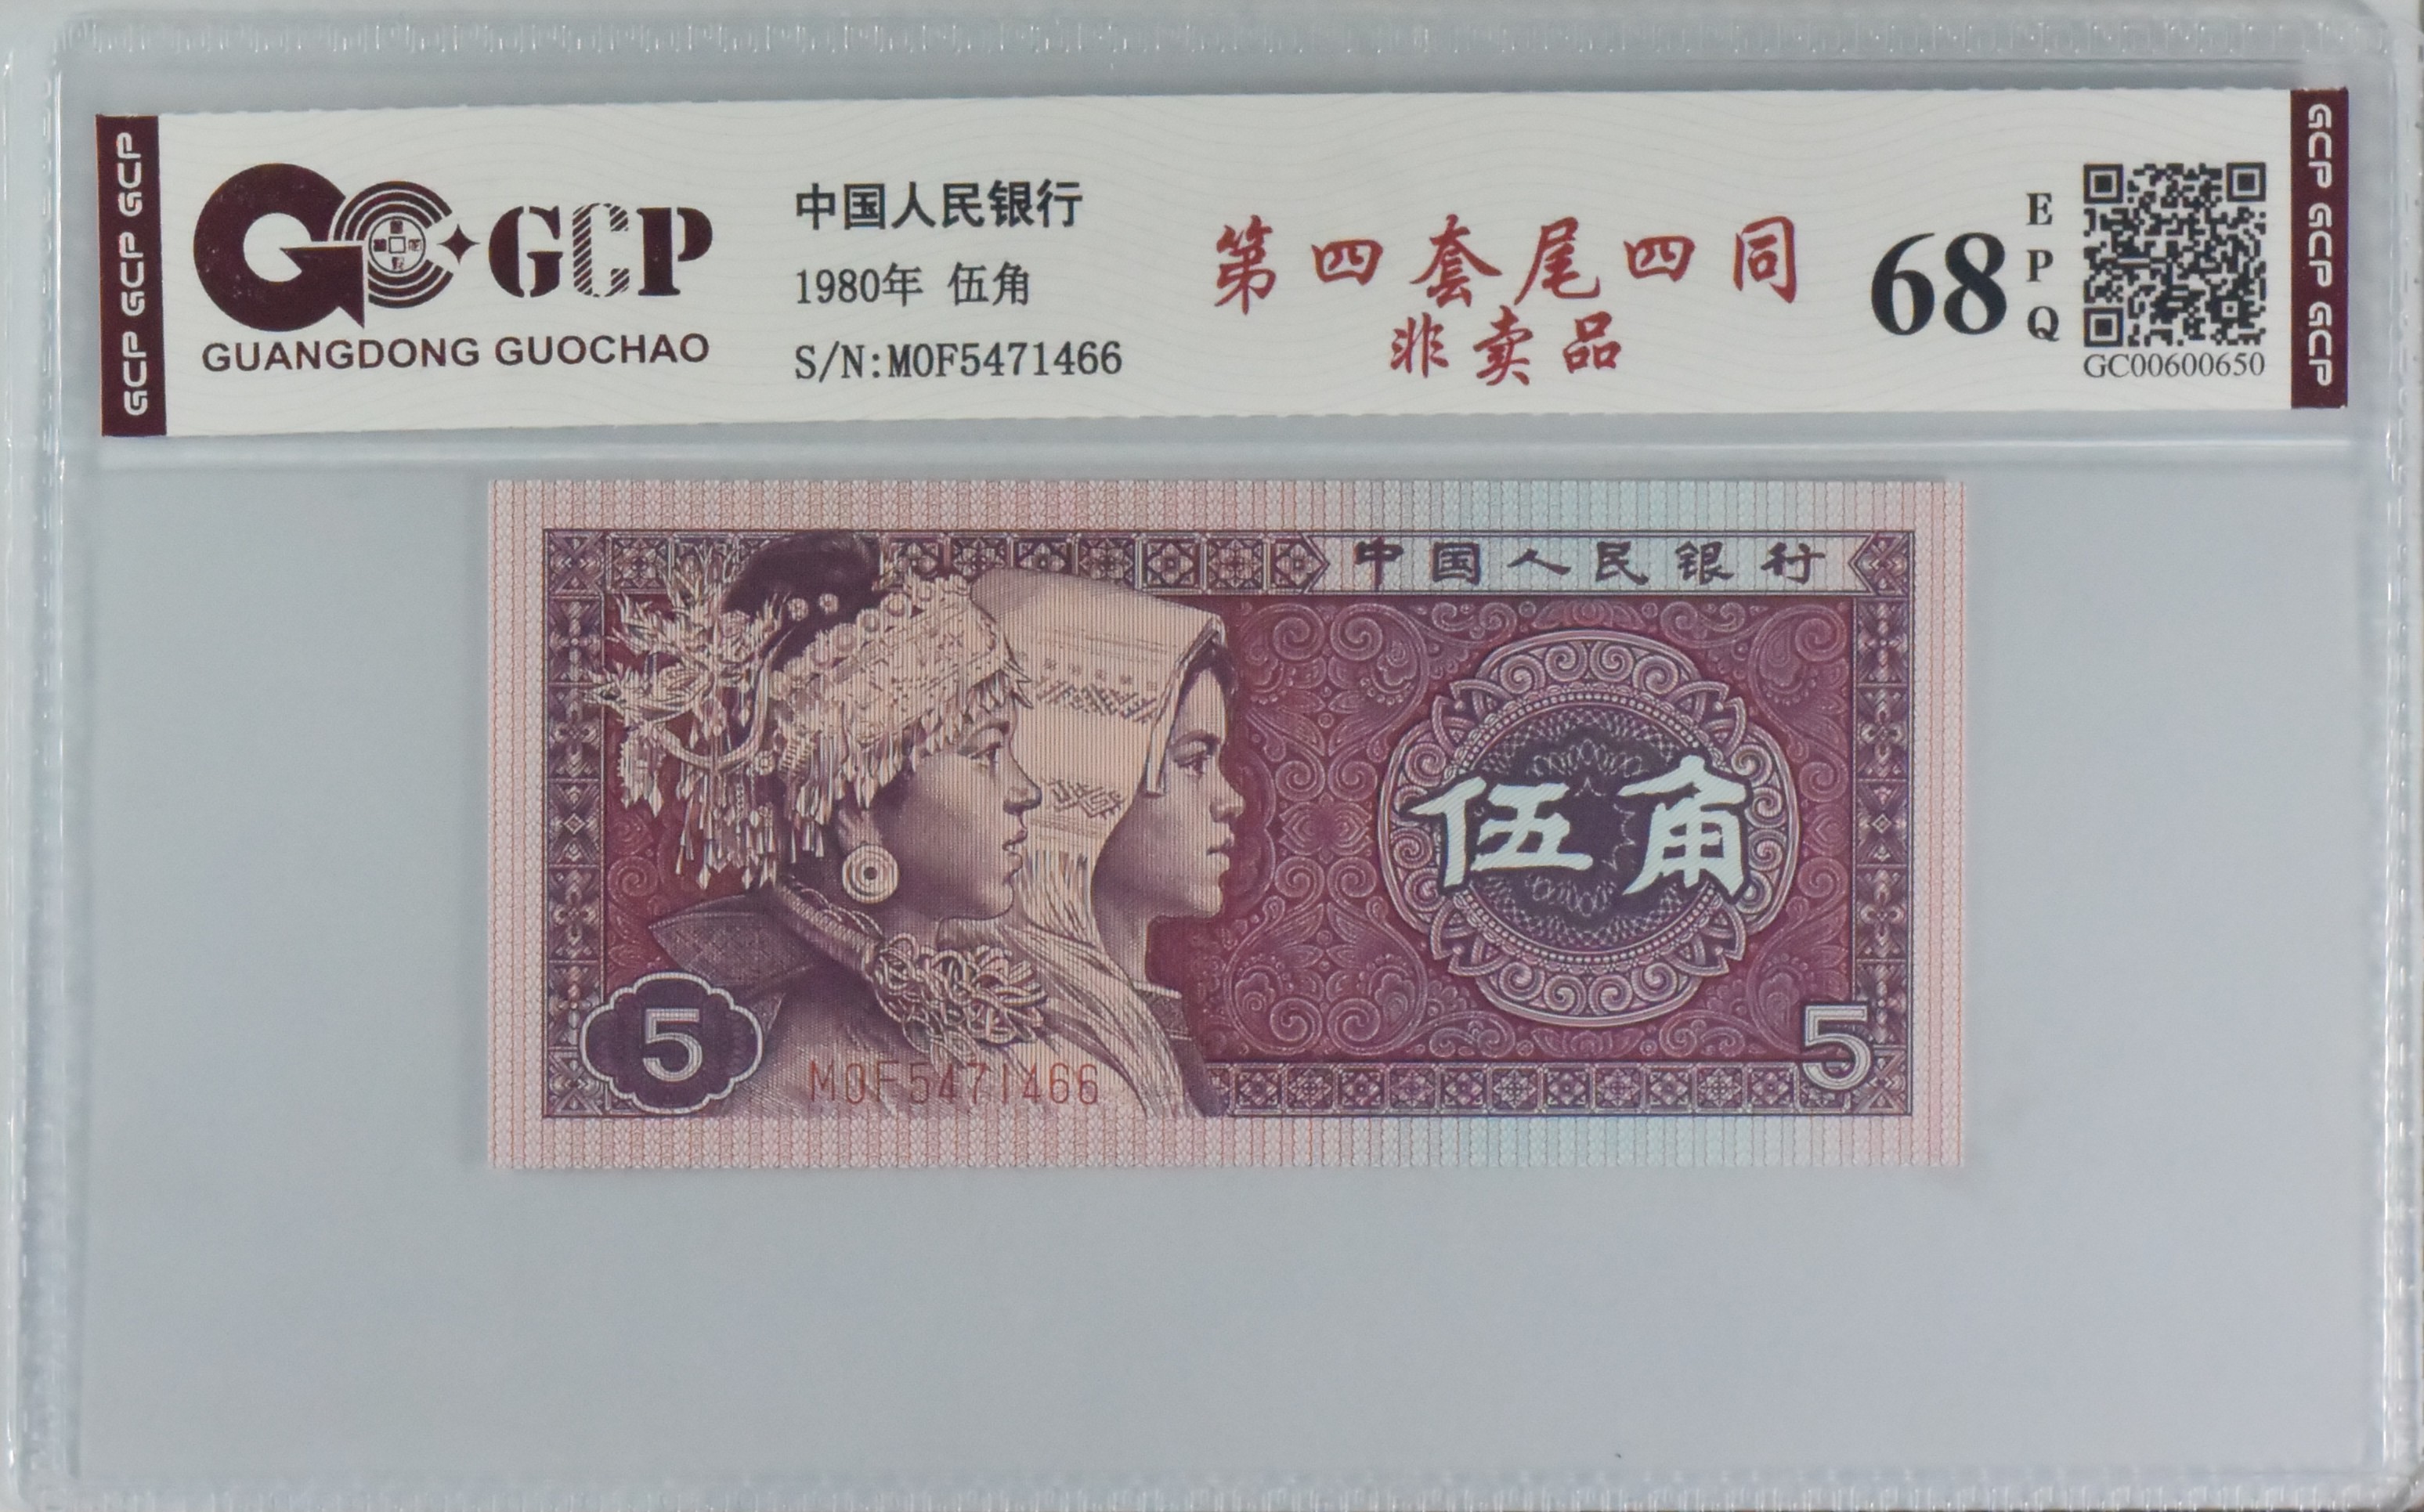 GCP GCP GCP
GC GCP
GUANGDONG GUOCHAO
中国人民银行
1980年 伍角
S/N:M0F5471466
第四套尾四同
非卖品
68
EPQ
GC00600650
GCP GCP GCP
中国人民银行
伍角
5
M0F5471466
5